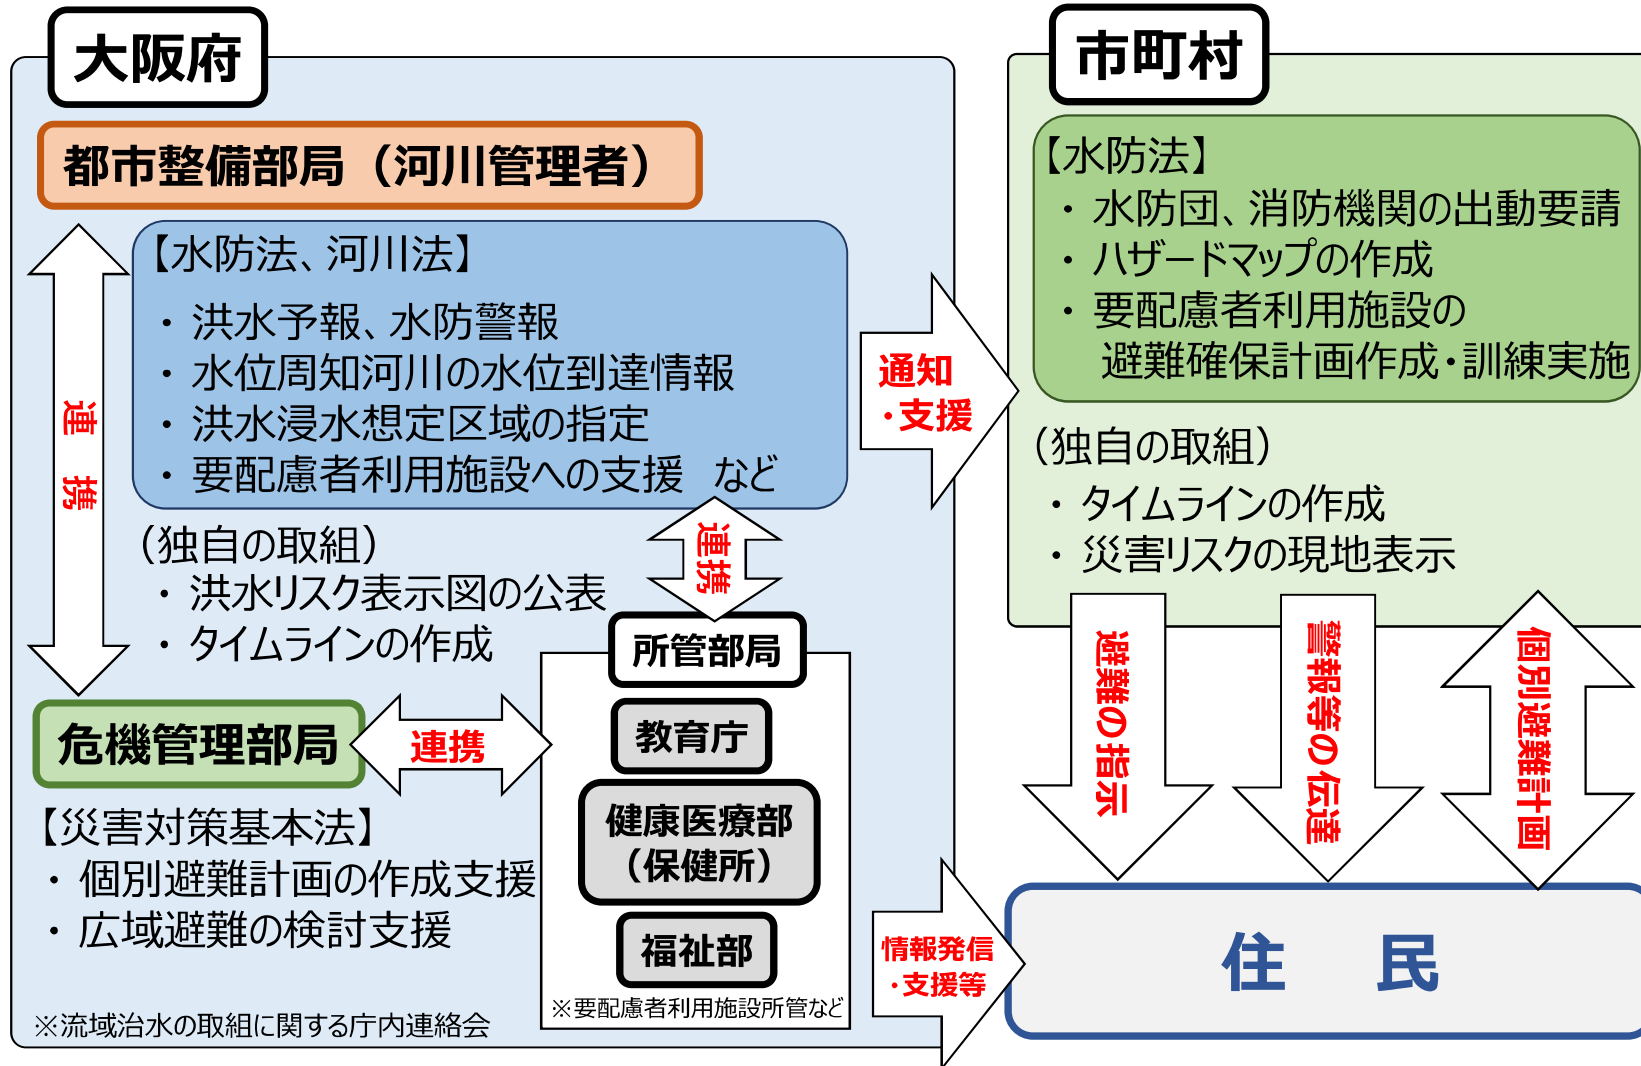 大阪府
都市整備部局（河川管理者）
連　携
【水防法、河川法】
・ 洪水予報、水防警報
・ 水位周知河川の水位到達情報
・ 洪水浸水想定区域の指定
・ 要配慮者利用施設への支援　など
（独自の取組）
・ 洪水リスク表示図の公表
・ タイムラインの作成
連携
所管部局
教育庁
健康医療部
（保健所）
福祉部
※要配慮者利用施設所管など
危機管理部局
連携
【災害対策基本法】
・ 個別避難計画の作成支援
・ 広域避難の検討支援
※流域治水の取組に関する庁内連絡会
通知
・支援
情報発信
・支援等
市町村
【水防法】
・ 水防団、消防機関の出動要請
・ ハザードマップの作成
・ 要配慮者利用施設の
避難確保計画作成・訓練実施
（独自の取組）
・ タイムラインの作成
・ 災害リスクの現地表示
避難の指示
警報等の伝達
個別避難計画
住　民